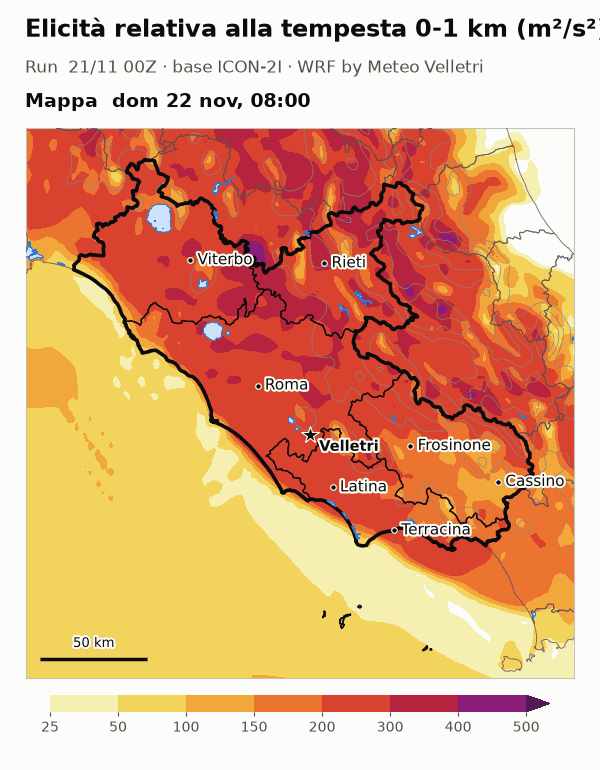 Elicità relativa alla tempesta 0-1 km (m²/s²)
Run 21/11 00Z · base ICON-2I · WRF by Meteo Velletri
Mappa dom 22 nov, 08:00
Viterbo
Rieti
Roma
Velletri
Frosinone
Latina
Cassino
Terracina
50 km
25 50 100 150 200 300 400 500